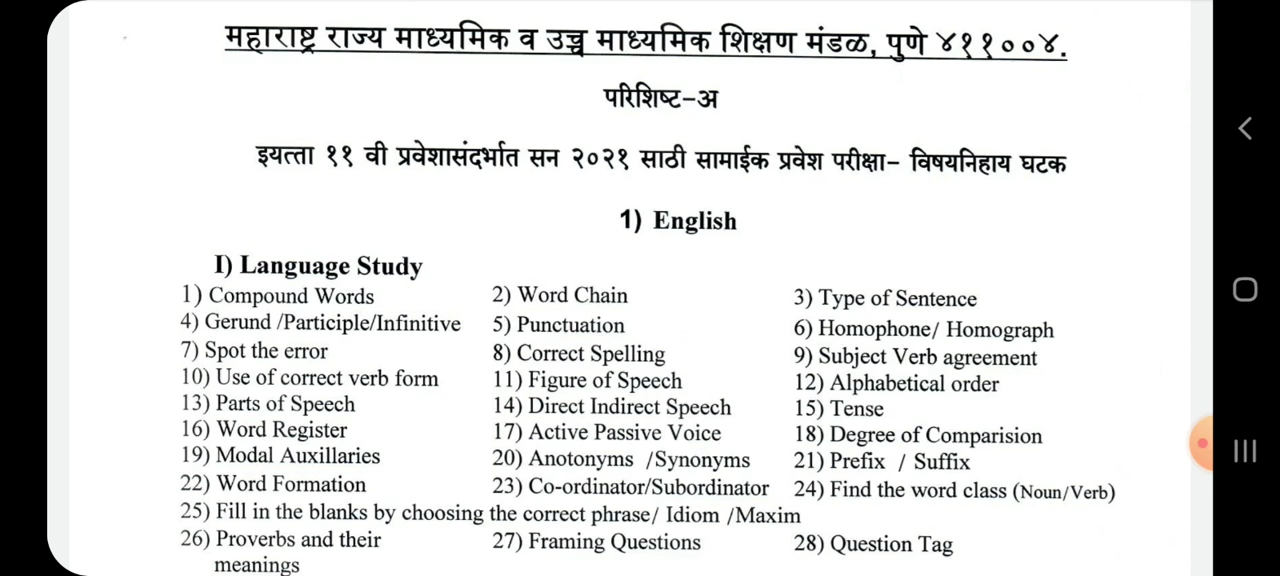 महाराष्ट्र राज्य माध्यमिक व उच्च माध्यमिक शिक्षण मंडळ, पुणे ४११००४.
परिशिष्ट-अ
इयत्ता ११ वी प्रवेशासंदर्भात सन २०२१ साठी सामाईक प्रवेश परीक्षा- विषयनिहाय घटक
1) English
I) Language Study
1) Compound Words 2) Word Chain 3) Type of Sentence
4) Gerund /Participle/Infinitive 5) Punctuation 6) Homophone/ Homograph
7) Spot the error 8) Correct Spelling 9) Subject Verb agreement
10) Use of correct verb form 11) Figure of Speech 12) Alphabetical order
13) Parts of Speech 14) Direct Indirect Speech 15) Tense
16) Word Register 17) Active Passive Voice 18) Degree of Comparision
19) Modal Auxillaries 20) Anotonyms /Synonyms 21) Prefix / Suffix
22) Word Formation 23) Co-ordinator/Subordinator 24) Find the word class (Noun/Verb)
25) Fill in the blanks by choosing the correct phrase/ Idiom /Maxim
26) Proverbs and their 27) Framing Questions 28) Question Tag
meanings